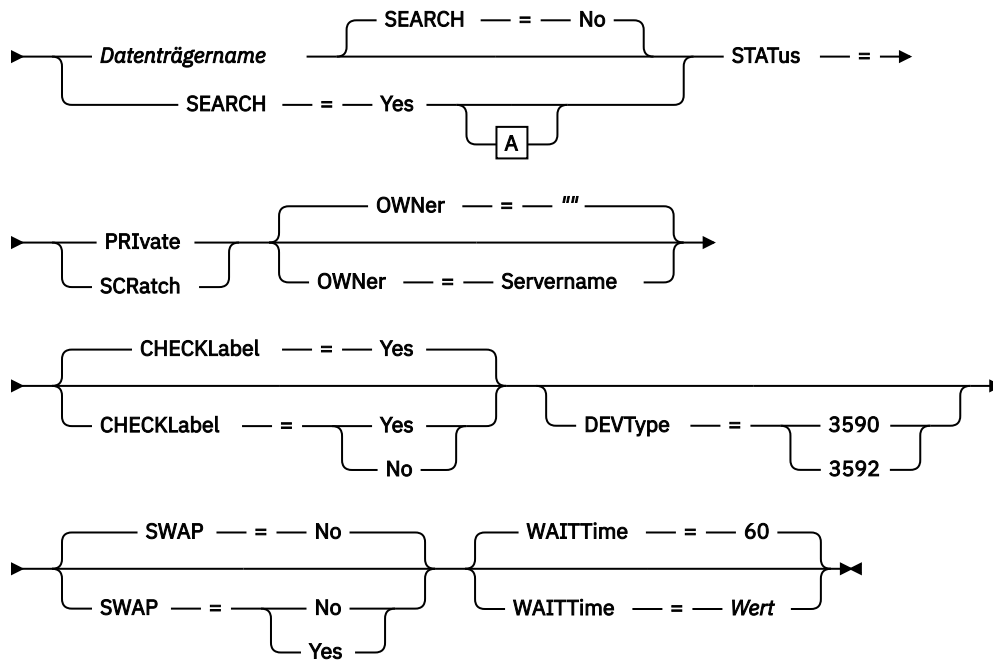 SEARCH = No
Datenträgername STATus =
SEARCH = Yes
A
OWNer = ""
PRIvate
SCRatch OWNer = Servername
CHECKLabel = Yes
CHECKLabel = Yes DEVType = 3590
No 3592
SWAP = No WAITTime = 60
SWAP = No WAITTime = Wert
Yes